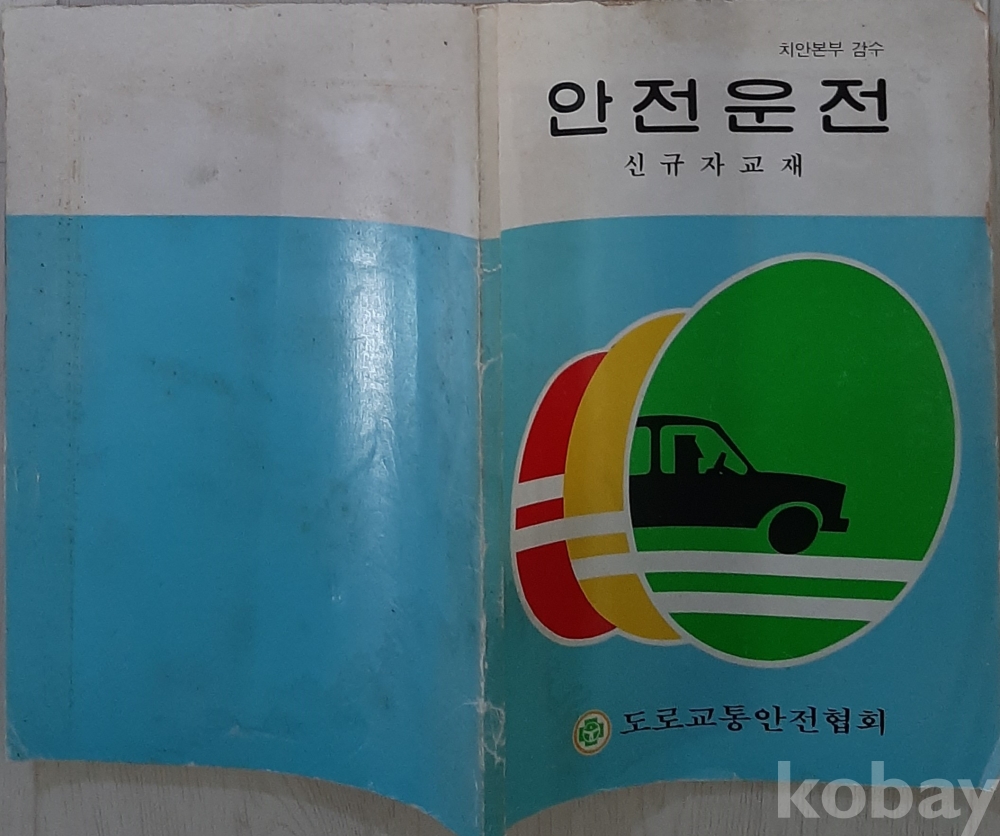 치안본부 감수
안전운전
신규자교재
도로교통안전협회
kobay